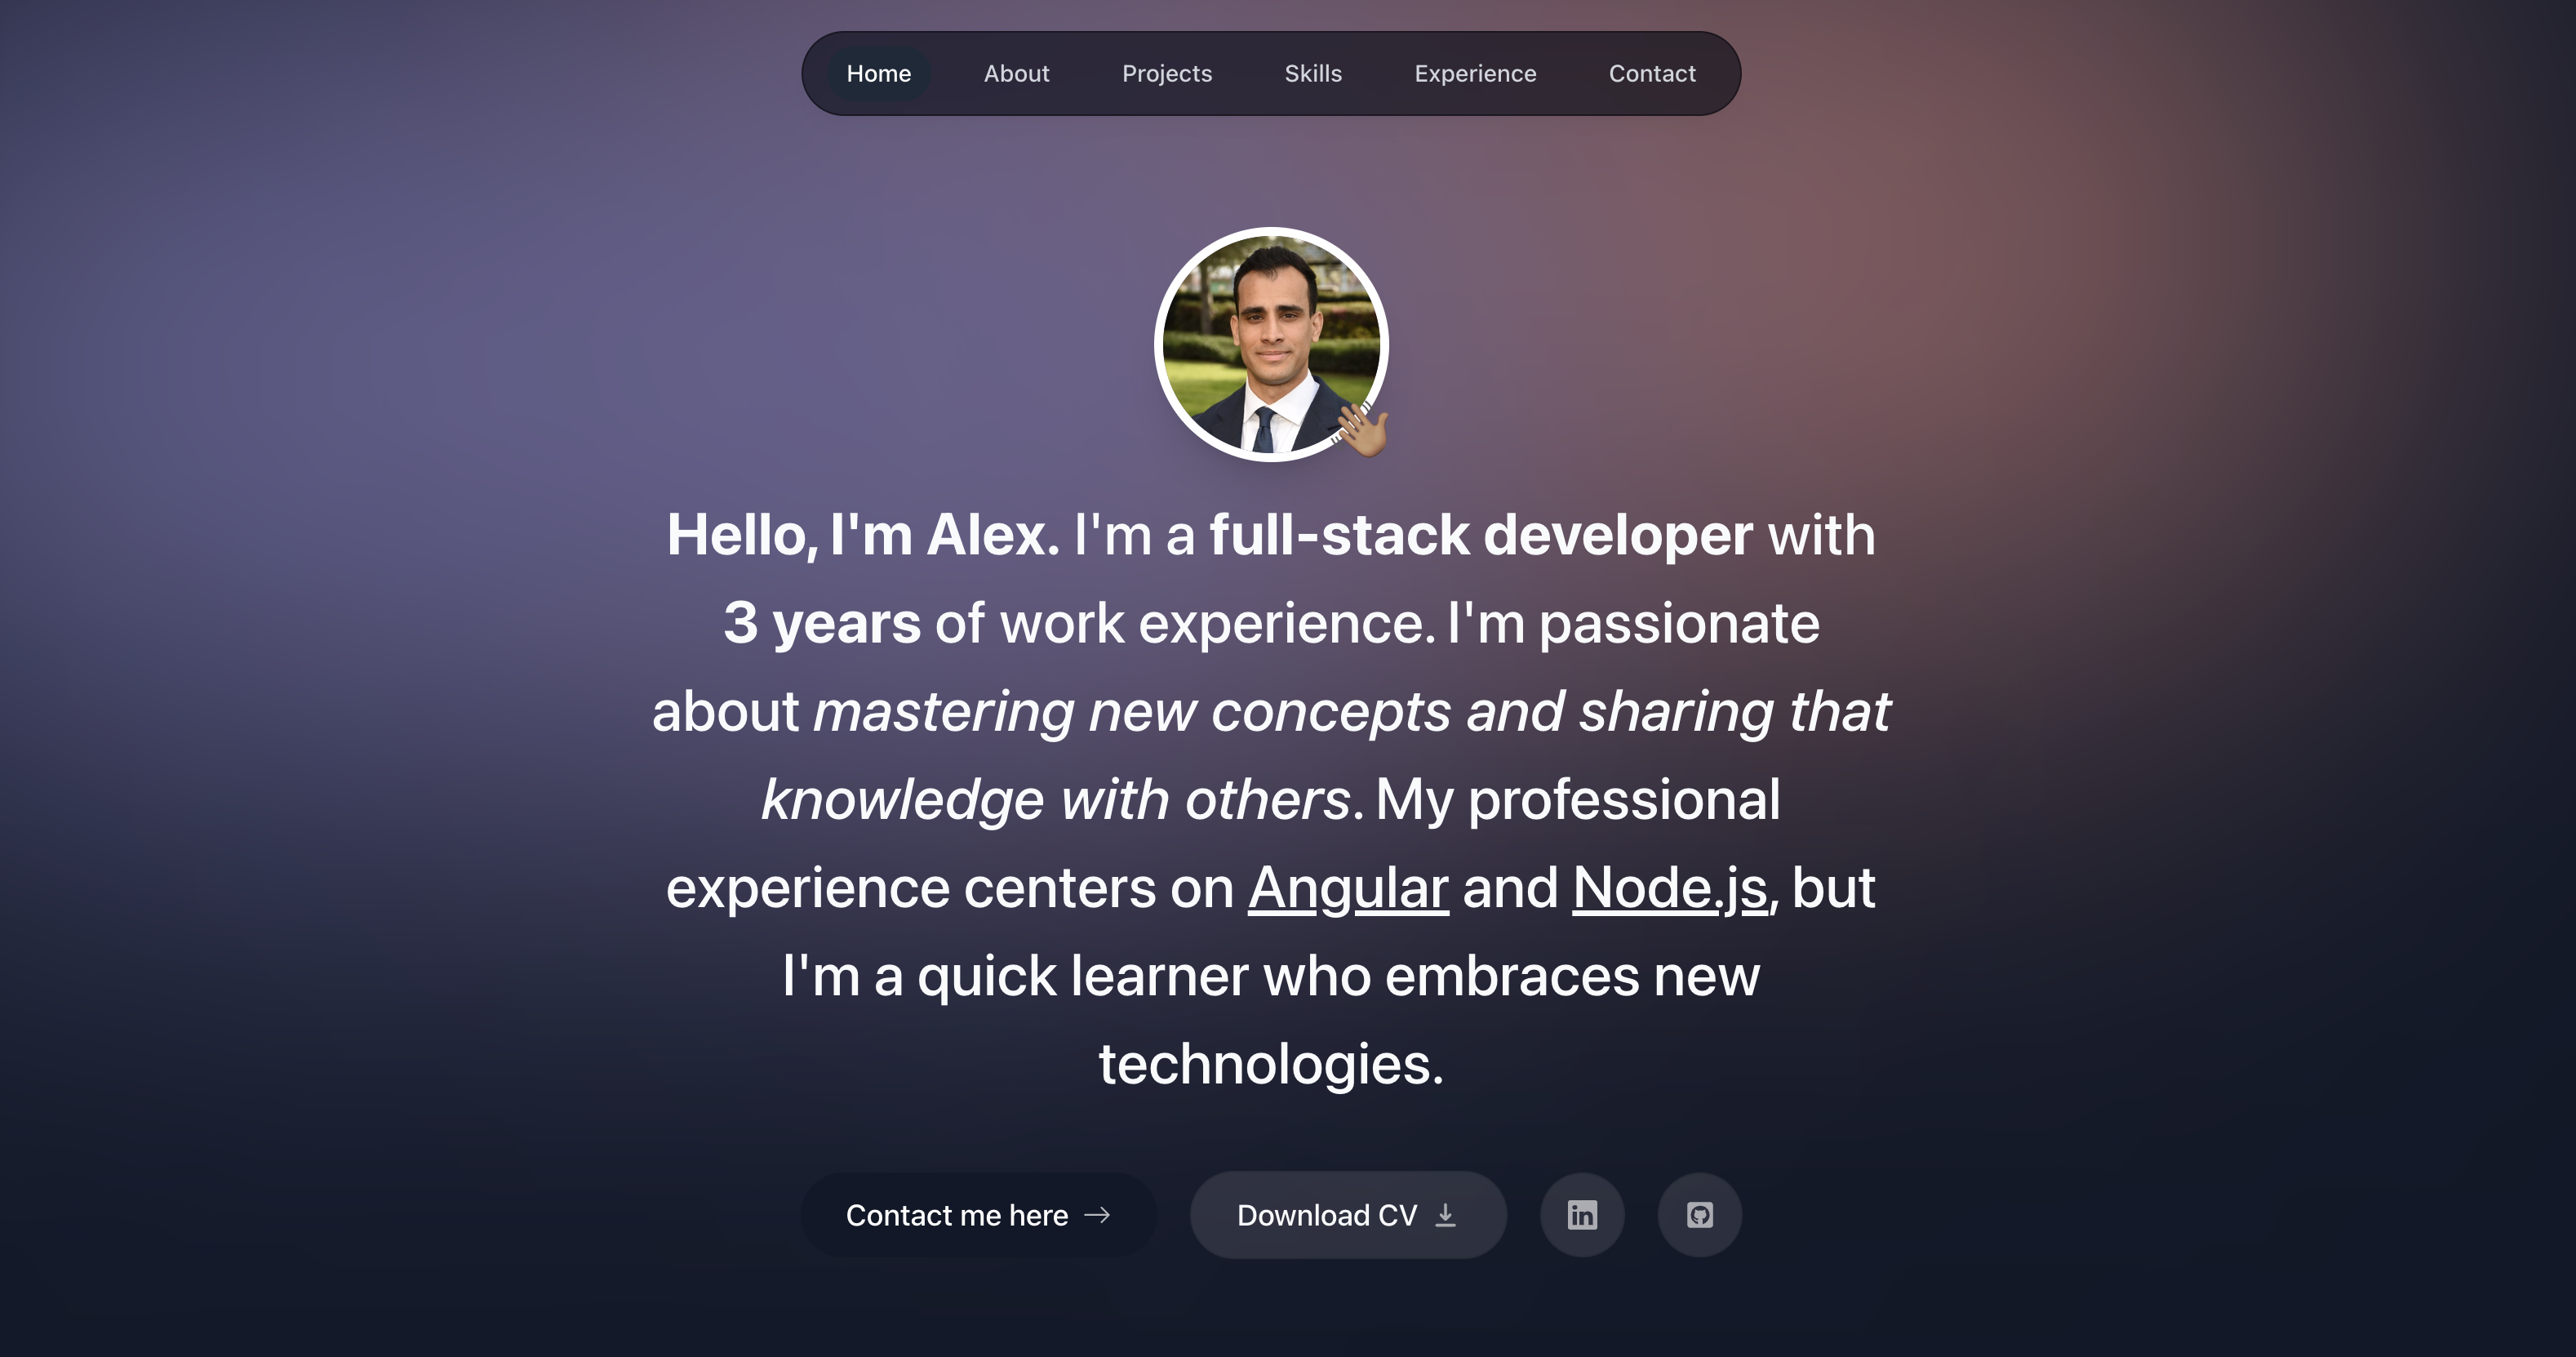 Home About Projects Skills Experience Contact
Hello, I'm Alex. I'm a full-stack developer with
3 years of work experience. I'm passionate
about mastering new concepts and sharing that
knowledge with others. My professional
experience centers on Angular and Node.js, but
I'm a quick learner who embraces new
technologies.
Contact me here Download CV in